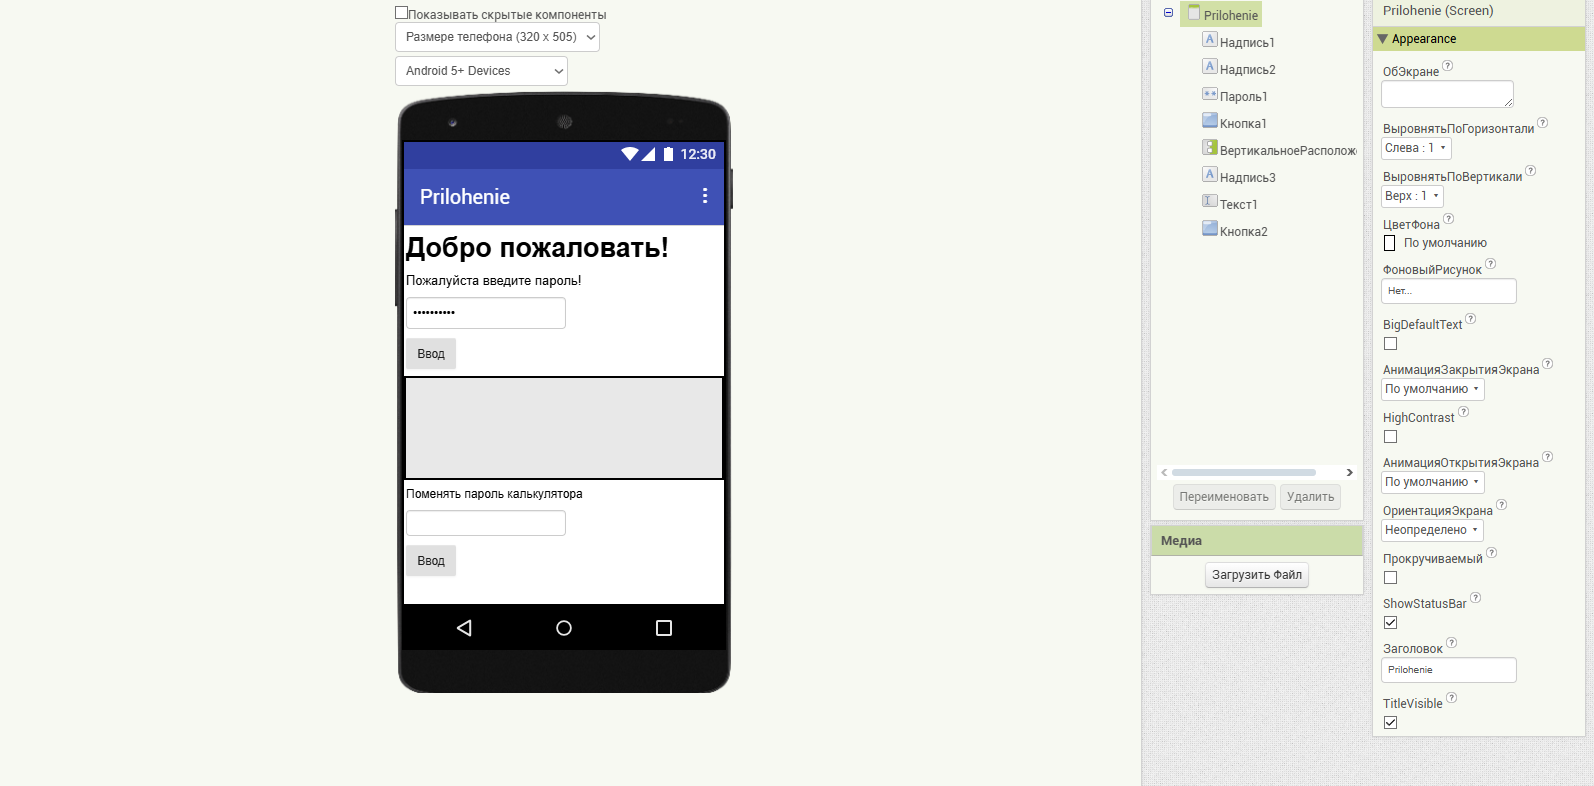 Показывать скрытые компоненты
Размере телефона (320 x 505)
Android 5+ Devices
12:30
Prilohenie
Добро пожаловать!
Пожалуйста введите пароль!
••••••••••
Ввод
Поменять пароль калькулятора
Ввод
Prilohenie
Надпись1
Надпись2
Пароль1
Кнопка1
ВертикальноеРасполож
Надпись3
Текст1
Кнопка2
Переименовать
Удалить
Медиа
Загрузить Файл
Prilohenie (Screen)
Appearance
ОбЭкране ?
ВыровнятьПоГоризонтали ?
Слева : 1
ВыровнятьПоВертикали ?
Верх : 1
ЦветФона ?
По умолчанию
ФоновыйРисунок ?
Нет...
BigDefaultText ?
АнимацияЗакрытияЭкрана ?
По умолчанию
HighContrast ?
АнимацияОткрытияЭкрана ?
По умолчанию
ОриентацияЭкрана ?
Неопределено
Прокручиваемый ?
ShowStatusBar ?
Заголовок ?
Prilohenie
TitleVisible ?